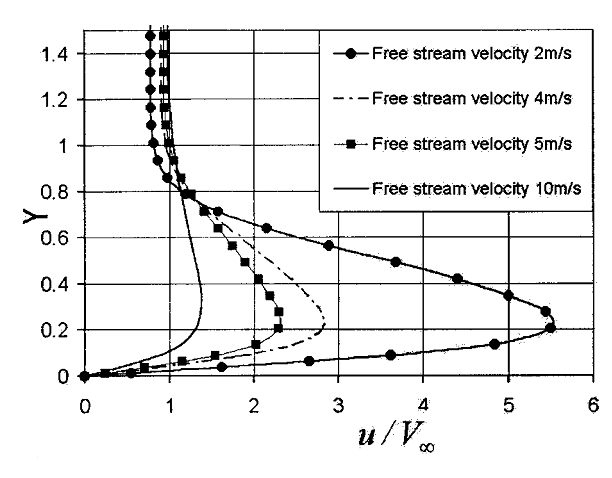 1.4
1.2
1
0.8
0.6
0.4
0.2
0
Y
0 1 2 3 4 5 6
u / V∞
Free stream velocity 2m/s
Free stream velocity 4m/s
Free stream velocity 5m/s
Free stream velocity 10m/s